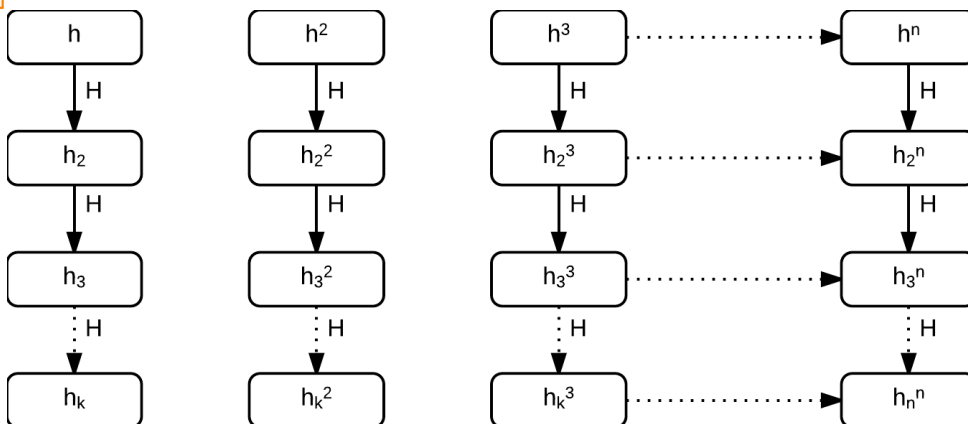 h h² h³ hⁿ
H H H H
h₂ h₂² h₂³ h₂ⁿ
H H H H
h₃ h₃² h₃³ h₃ⁿ
H H H H
hₖ hₖ² hₖ³ hₙⁿ